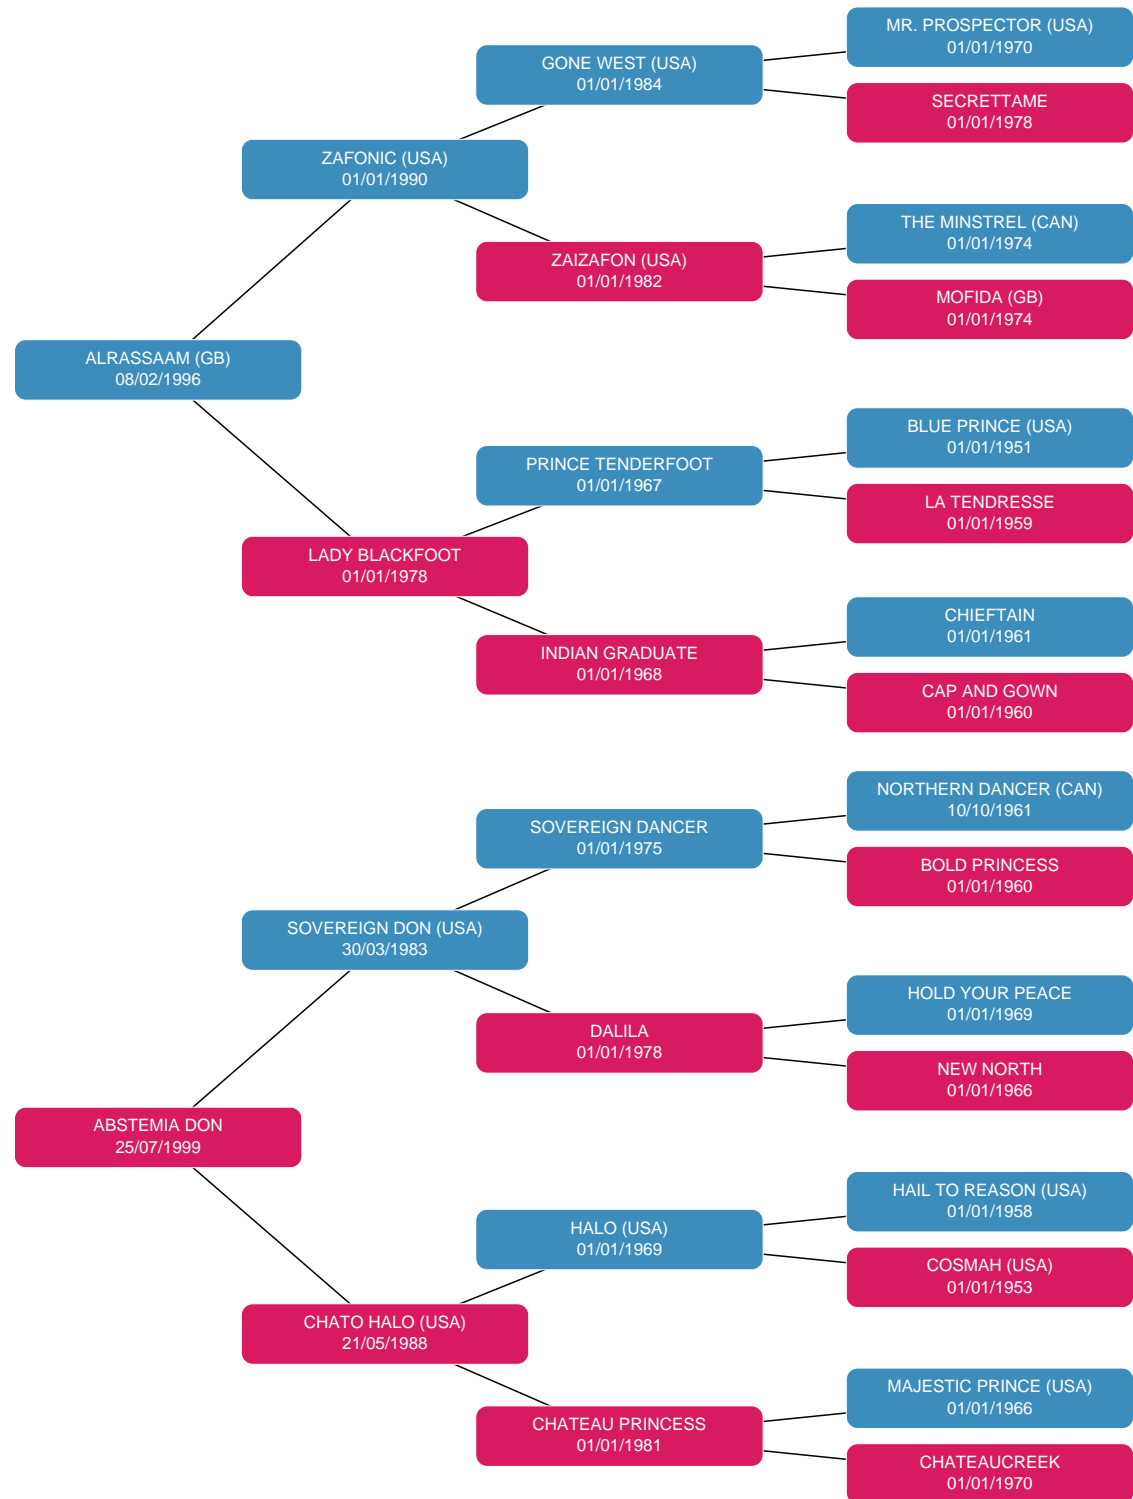 MR. PROSPECTOR (USA)
01/01/1970
GONE WEST (USA)
01/01/1984
SECRETTAME
01/01/1978
ZAFONIC (USA)
01/01/1990
THE MINSTREL (CAN)
01/01/1974
ZAIZAFON (USA)
01/01/1982
MOFIDA (GB)
01/01/1974
ALRASSAAM (GB)
08/02/1996
BLUE PRINCE (USA)
01/01/1951
PRINCE TENDERFOOT
01/01/1967
LA TENDRESSE
01/01/1959
LADY BLACKFOOT
01/01/1978
CHIEFTAIN
01/01/1961
INDIAN GRADUATE
01/01/1968
CAP AND GOWN
01/01/1960
NORTHERN DANCER (CAN)
10/10/1961
SOVEREIGN DANCER
01/01/1975
BOLD PRINCESS
01/01/1960
SOVEREIGN DON (USA)
30/03/1983
HOLD YOUR PEACE
01/01/1969
DALILA
01/01/1978
NEW NORTH
01/01/1966
ABSTEMIA DON
25/07/1999
HAIL TO REASON (USA)
01/01/1958
HALO (USA)
01/01/1969
COSMAH (USA)
01/01/1953
CHATO HALO (USA)
21/05/1988
MAJESTIC PRINCE (USA)
01/01/1966
CHATEAU PRINCESS
01/01/1981
CHATEAUCREEK
01/01/1970